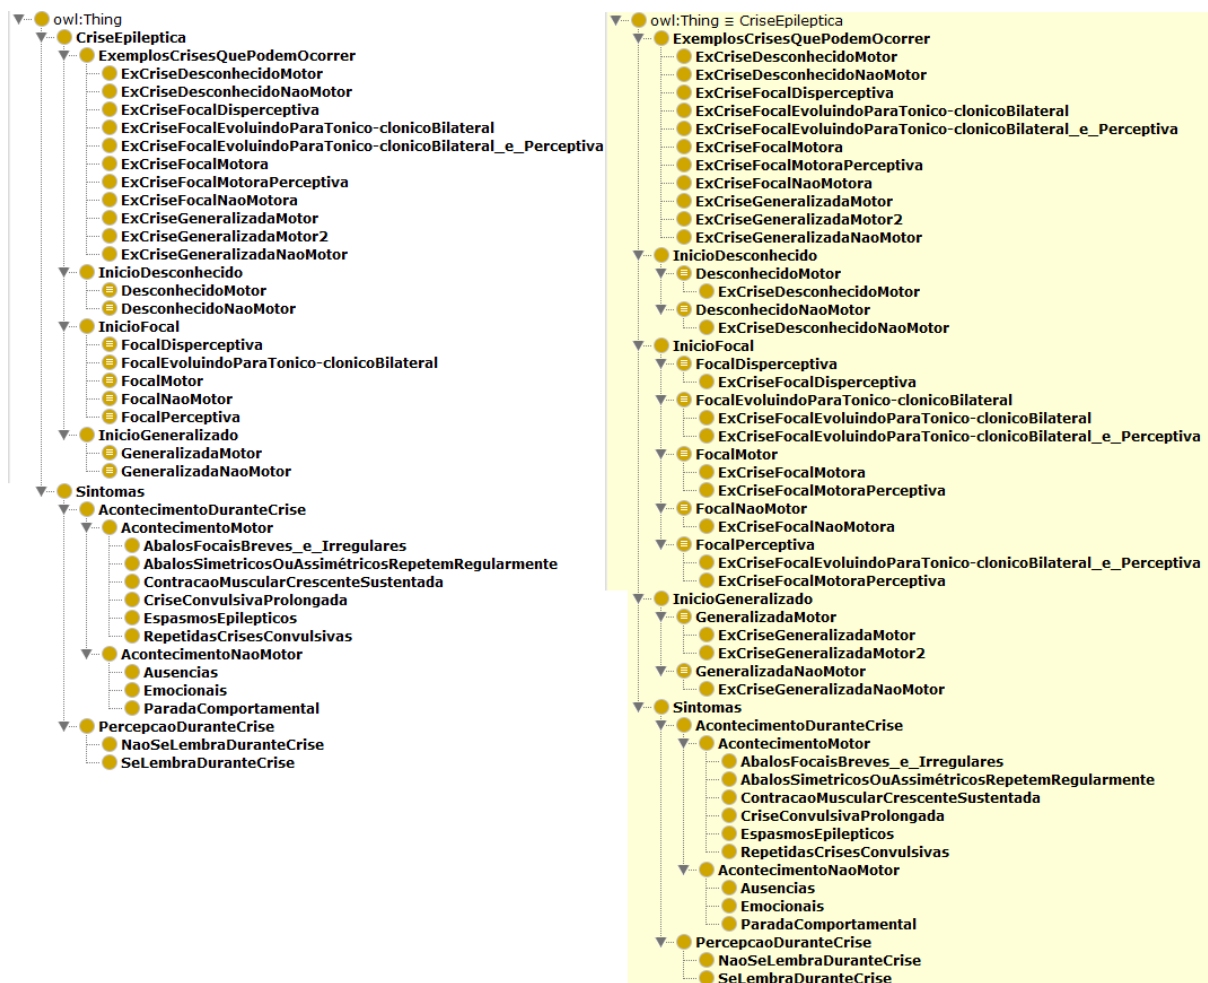 owl:Thing
CriseEpileptica
ExemplosCrisesQuePodemOcorrer
ExCriseDesconhecidoMotor
ExCriseDesconhecidoNaoMotor
ExCriseFocalDisperceptiva
ExCriseFocalEvoluindoParaTonico-clonicoBilateral
ExCriseFocalEvoluindoParaTonico-clonicoBilateral_e_Perceptiva
ExCriseFocalMotora
ExCriseFocalMotoraPerceptiva
ExCriseFocalNaoMotora
ExCriseGeneralizadaMotor
ExCriseGeneralizadaMotor2
ExCriseGeneralizadaNaoMotor
InicioDesconhecido
DesconhecidoMotor
DesconhecidoNaoMotor
InicioFocal
FocalDisperceptiva
FocalEvoluindoParaTonico-clonicoBilateral
FocalMotor
FocalNaoMotor
FocalPerceptiva
InicioGeneralizado
GeneralizadaMotor
GeneralizadaNaoMotor
Sintomas
AcontecimentoDuranteCrise
AcontecimentoMotor
AbalosFocaisBreves_e_Irregulares
AbalosSimetricosOuAssimétricosRepetemRegularmente
ContracaoMuscularCrescenteSustentada
CriseConvulsivaProlongada
EspasmosEpilepticos
RepetidasCrisesConvulsivas
AcontecimentoNaoMotor
Ausencias
Emocionais
ParadaComportamental
PercepcaoDuranteCrise
NaoSeLembraDuranteCrise
SeLembraDuranteCrise
owl:Thing ≡ CriseEpileptica
ExemplosCrisesQuePodemOcorrer
ExCriseDesconhecidoMotor
ExCriseDesconhecidoNaoMotor
ExCriseFocalDisperceptiva
ExCriseFocalEvoluindoParaTonico-clonicoBilateral
ExCriseFocalEvoluindoParaTonico-clonicoBilateral_e_Perceptiva
ExCriseFocalMotora
ExCriseFocalMotoraPerceptiva
ExCriseFocalNaoMotora
ExCriseGeneralizadaMotor
ExCriseGeneralizadaMotor2
ExCriseGeneralizadaNaoMotor
InicioDesconhecido
DesconhecidoMotor
ExCriseDesconhecidoMotor
DesconhecidoNaoMotor
ExCriseDesconhecidoNaoMotor
InicioFocal
FocalDisperceptiva
ExCriseFocalDisperceptiva
FocalEvoluindoParaTonico-clonicoBilateral
ExCriseFocalEvoluindoParaTonico-clonicoBilateral
ExCriseFocalEvoluindoParaTonico-clonicoBilateral_e_Perceptiva
FocalMotor
ExCriseFocalMotora
ExCriseFocalMotoraPerceptiva
FocalNaoMotor
ExCriseFocalNaoMotora
FocalPerceptiva
ExCriseFocalEvoluindoParaTonico-clonicoBilateral_e_Perceptiva
ExCriseFocalMotoraPerceptiva
InicioGeneralizado
GeneralizadaMotor
ExCriseGeneralizadaMotor
ExCriseGeneralizadaMotor2
GeneralizadaNaoMotor
ExCriseGeneralizadaNaoMotor
Sintomas
AcontecimentoDuranteCrise
AcontecimentoMotor
AbalosFocaisBreves_e_Irregulares
AbalosSimetricosOuAssimétricosRepetemRegularmente
ContracaoMuscularCrescenteSustentada
CriseConvulsivaProlongada
EspasmosEpilepticos
RepetidasCrisesConvulsivas
AcontecimentoNaoMotor
Ausencias
Emocionais
ParadaComportamental
PercepcaoDuranteCrise
NaoSeLembraDuranteCrise
SeLembraDuranteCrise